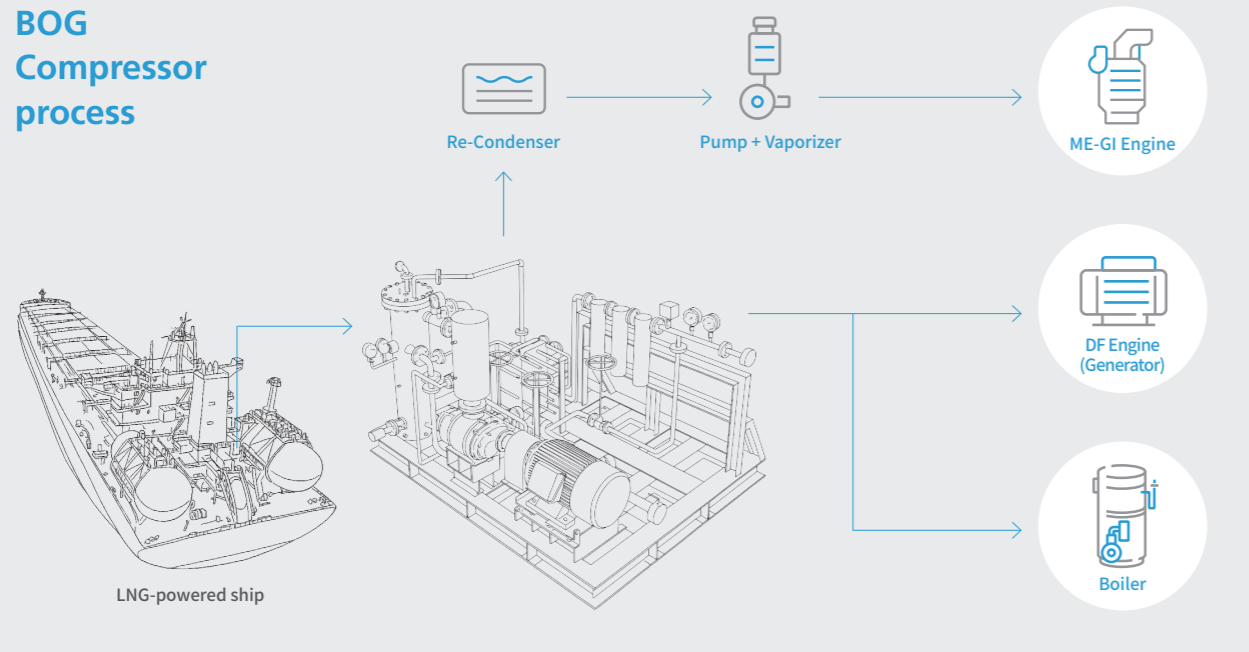 BOG
Compressor
process
Re-Condenser
Pump + Vaporizer
ME-GI Engine
DF Engine
(Generator)
Boiler
LNG-powered ship